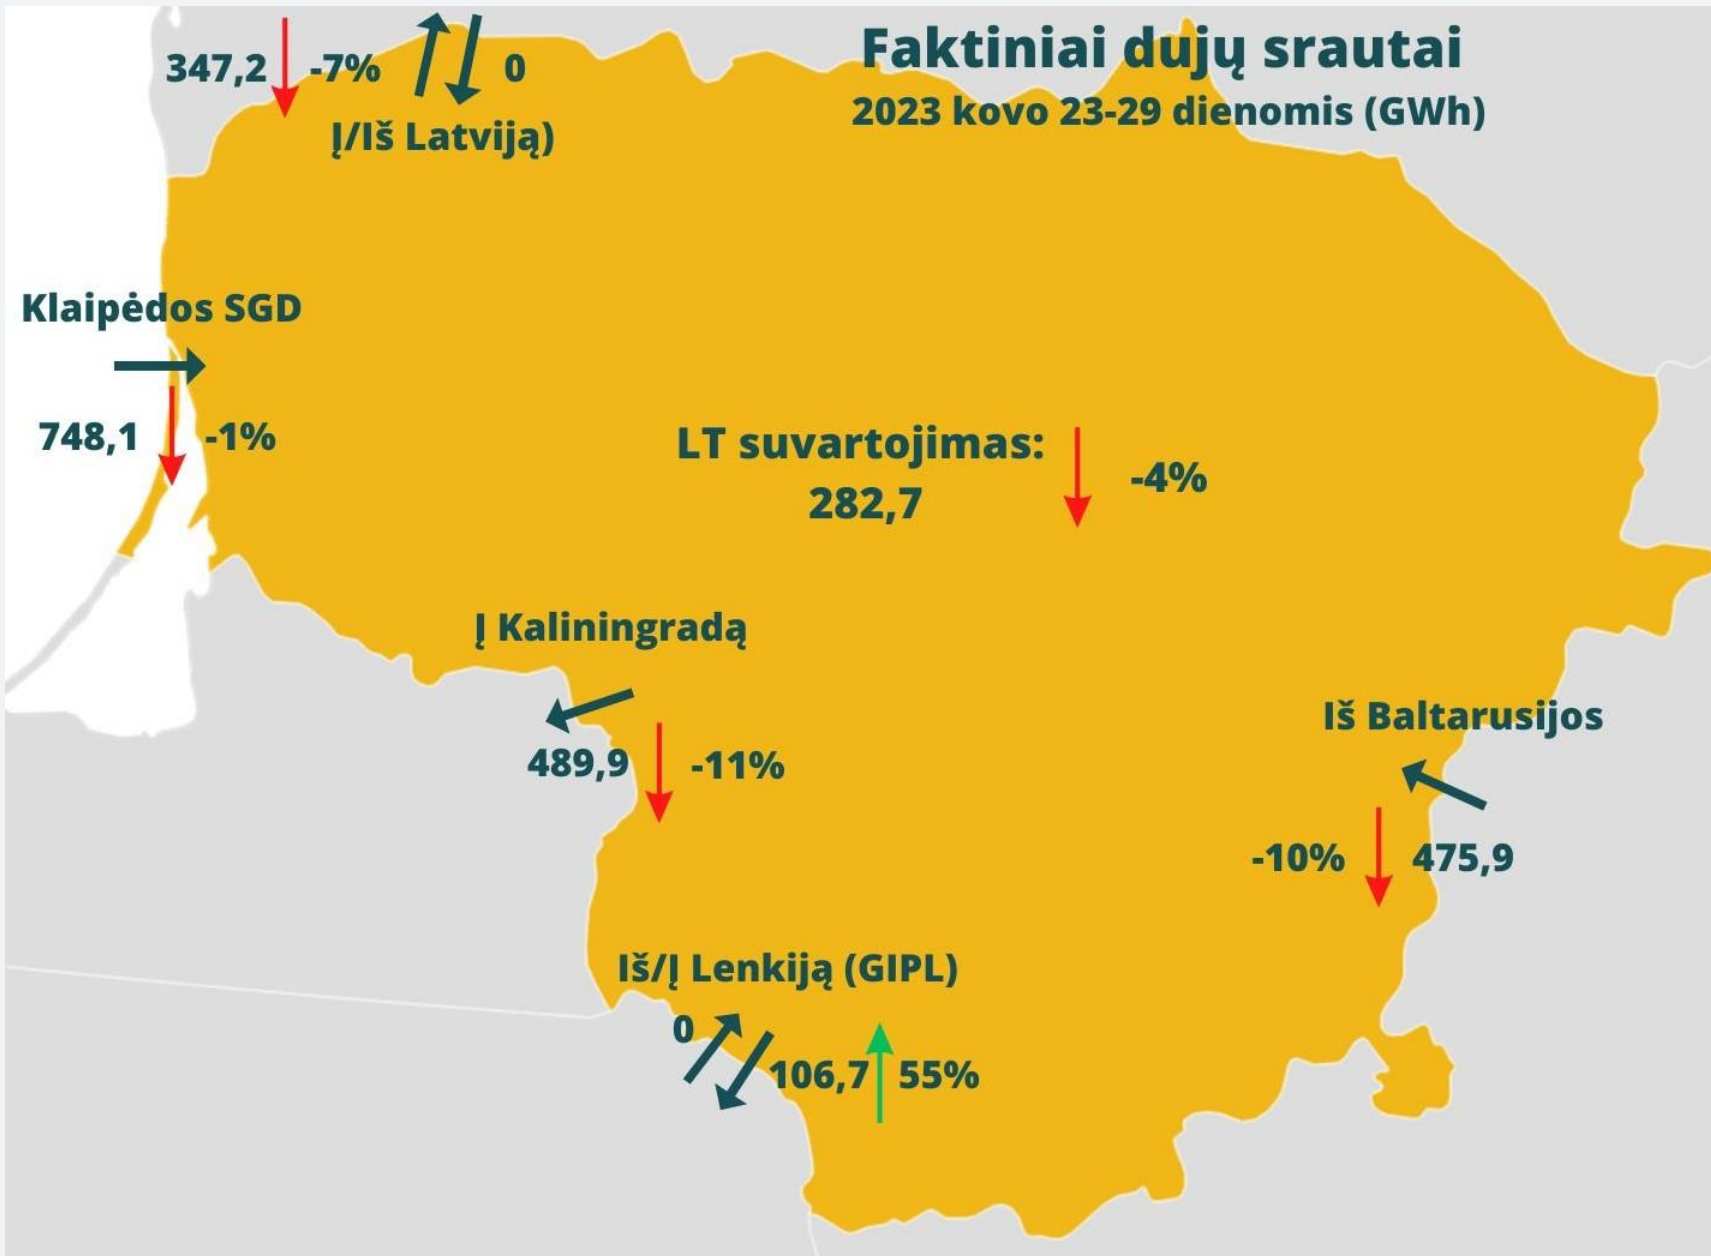 Faktiniai dujų srautai
2023 kovo 23-29 dienomis (GWh)
347,2 -7% 0
Į/Iš Latviją)
Klaipėdos SGD
748,1 -1%
LT suvartojimas:
282,7
-4%
Į Kaliningradą
489,9 -11%
Iš Baltarusijos
-10% 475,9
Iš/Į Lenkiją (GIPL)
0
106,7 55%